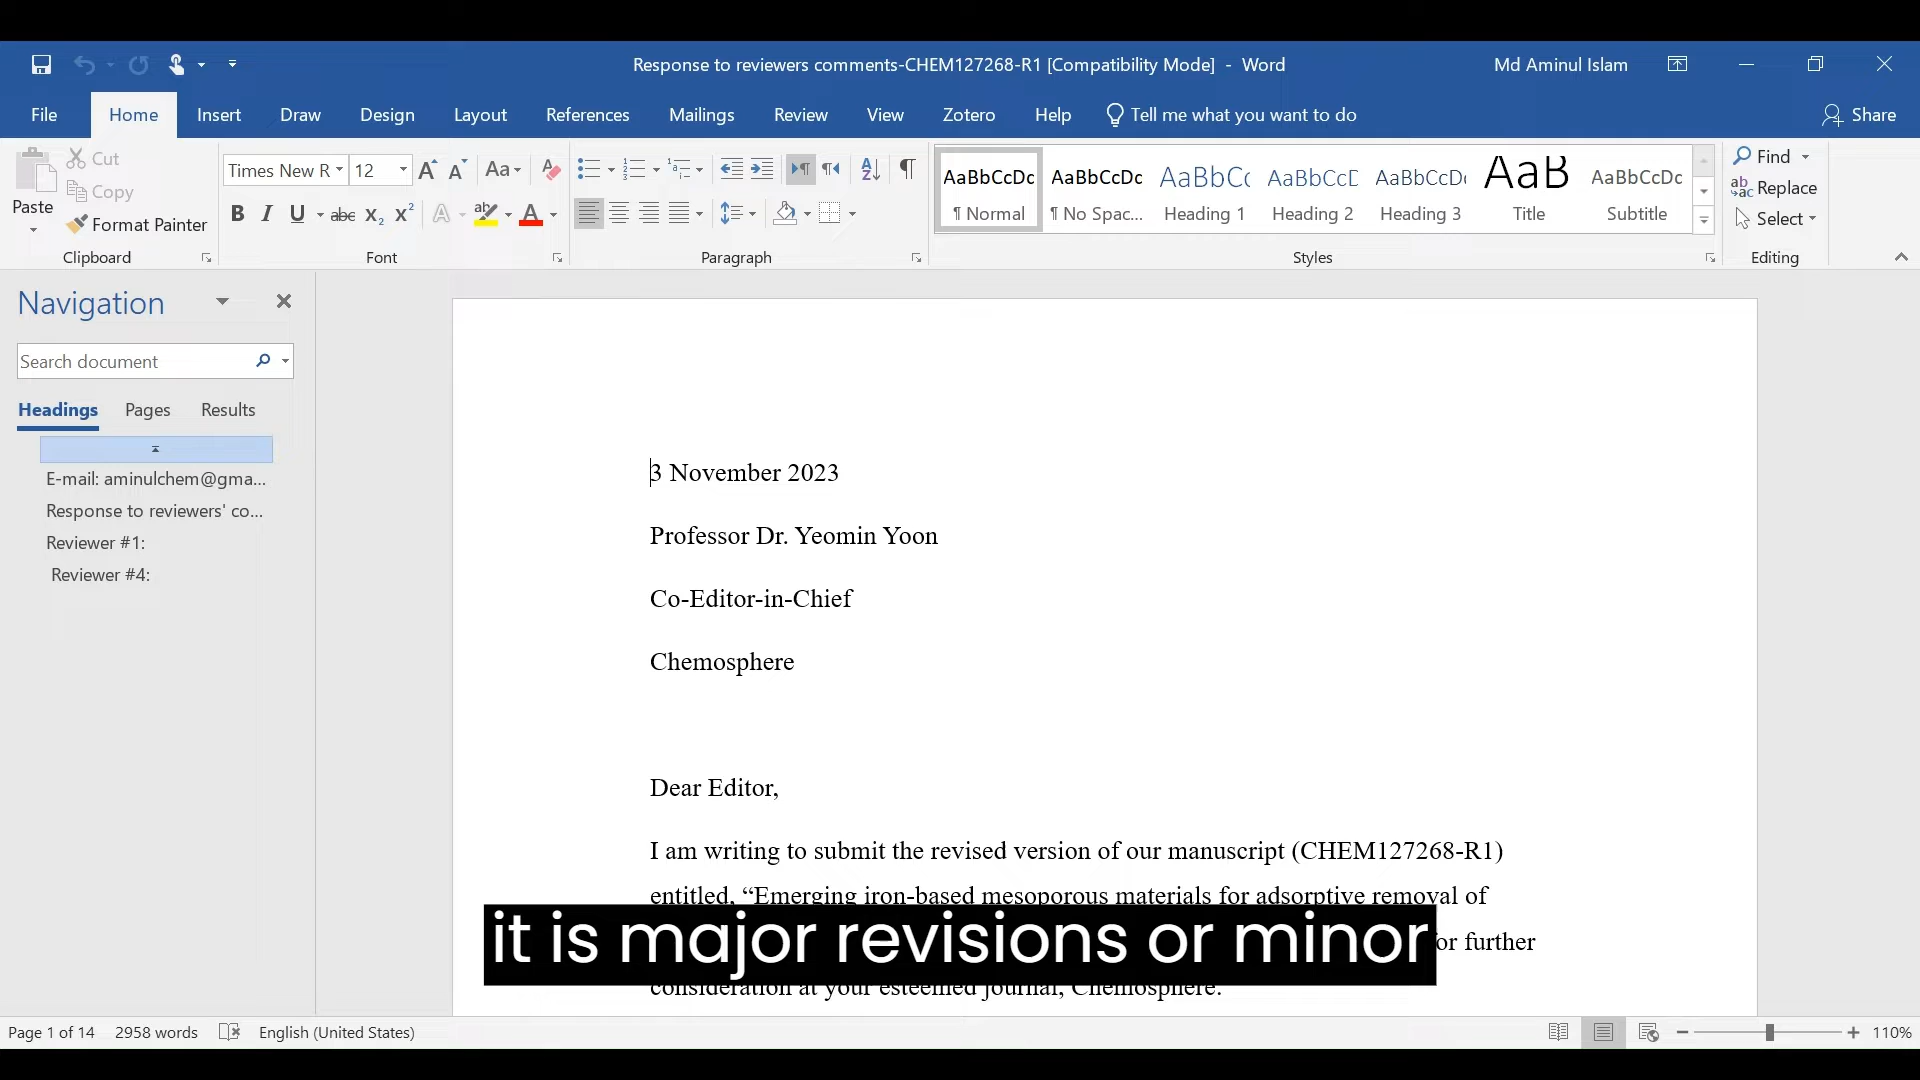 Response to reviewers comments-CHEM127268-R1 [Compatibility Mode] - Word
Md Aminul Islam
File Home Insert Draw Design Layout References Mailings Review View Zotero Help Tell me what you want to do Share
Paste
Cut
Copy
Format Painter
Clipboard
Times New R 12
Font
Paragraph
AaBbCcDc AaBbCcDc AaBbCc AaBbCcE AaBbCcDc AaB AaBbCcDc
¶ Normal ¶ No Spac... Heading 1 Heading 2 Heading 3 Title Subtitle
Styles
Find
Replace
Select
Editing
Navigation
Search document
Headings Pages Results
E-mail: aminulchem@gma...
Response to reviewers' co...
Reviewer #1:
Reviewer #4:
3 November 2023
Professor Dr. Yeomin Yoon
Co-Editor-in-Chief
Chemosphere
Dear Editor,
I am writing to submit the revised version of our manuscript (CHEM127268-R1)
entitled, “Emerging iron-based mesoporous materials for adsorptive removal of
for further
consideration at your esteemed journal, Chemosphere.
it is major revisions or minor
Page 1 of 14 2958 words English (United States) 110%